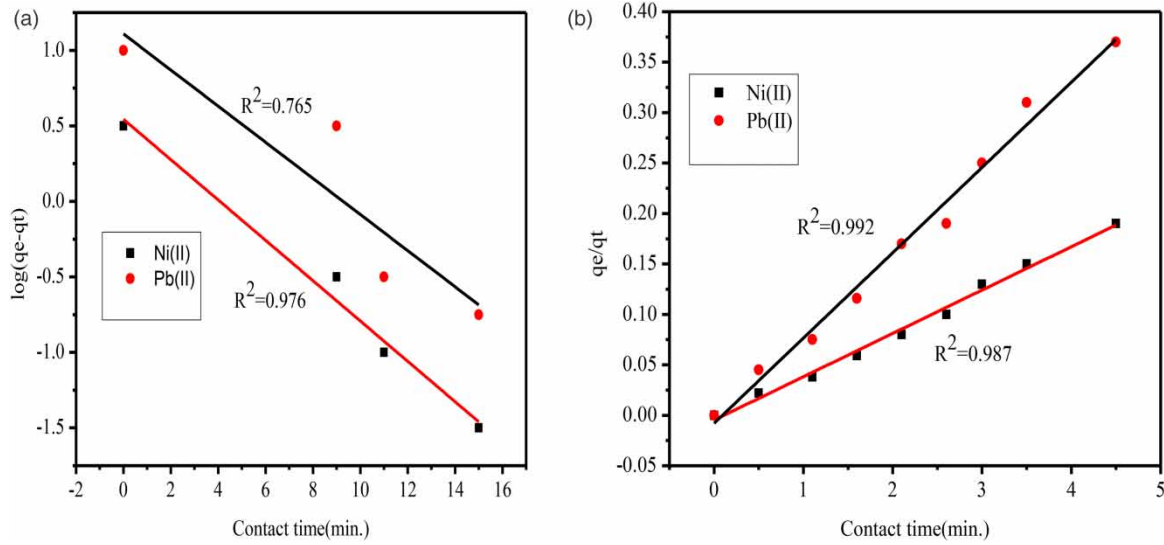 (a)
1.0
0.5
0.0
-0.5
-1.0
-1.5
log(qe-qt)
R²=0.765
Ni(II)
Pb(II)
R²=0.976
-2 0 2 4 6 8 10 12 14 16
Contact time(min.)
(b)
0.40
0.35
0.30
0.25
0.20
0.15
0.10
0.05
0.00
-0.05
qe/qt
Ni(II)
Pb(II)
R²=0.992
R²=0.987
0 1 2 3 4 5
Contact time(min.)